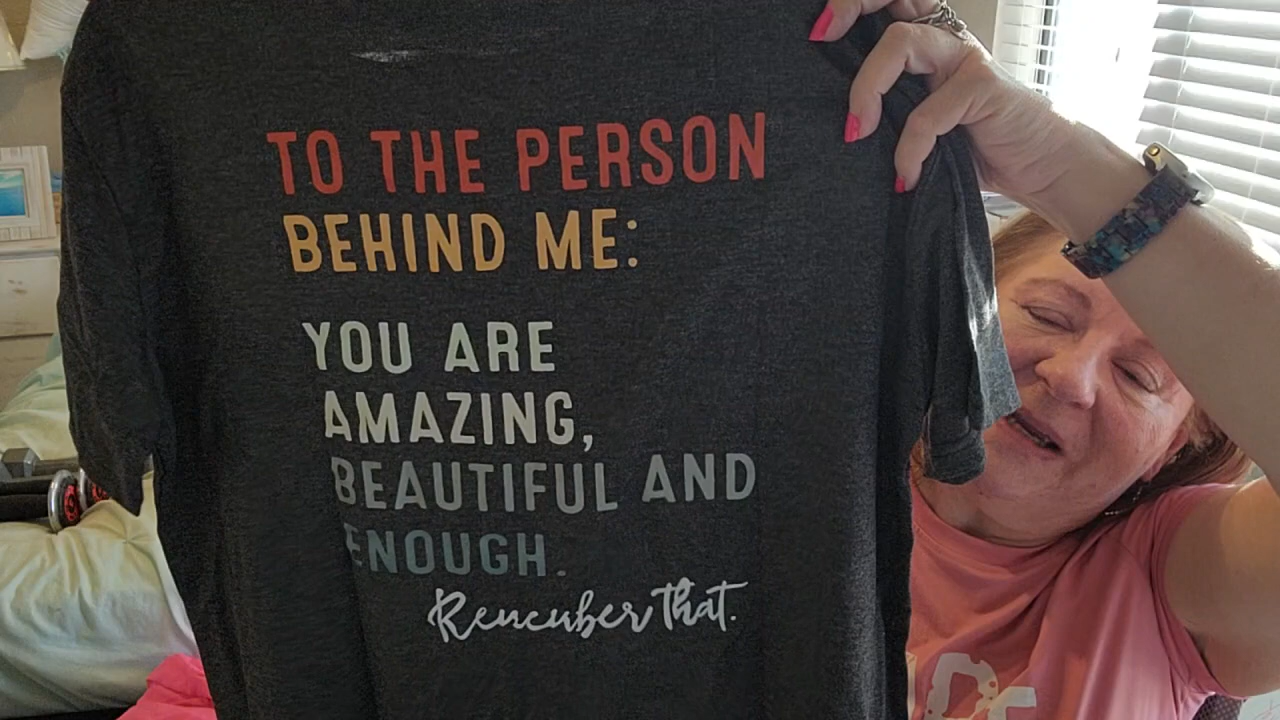 TO THE PERSON
BEHIND ME:
YOU ARE
AMAZING,
BEAUTIFUL AND
ENOUGH.
Remember that.